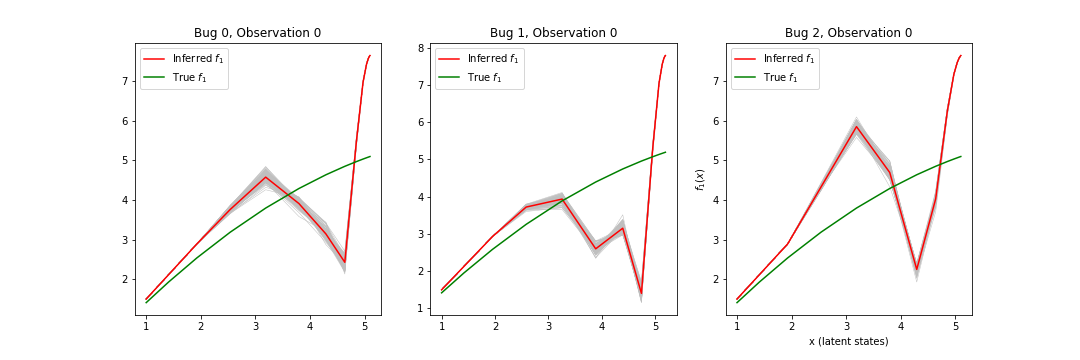 Bug 0, Observation 0
Inferred f₁
True f₁
7
6
5
4
3
2
1 2 3 4 5
Bug 1, Observation 0
Inferred f₁
True f₁
8
7
6
5
4
3
2
1
1 2 3 4 5
Bug 2, Observation 0
Inferred f₁
True f₁
f₁(x)
7
6
5
4
3
2
1 2 3 4 5
x (latent states)